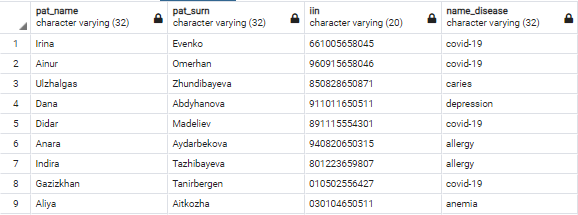 pat_name pat_surn iin name_disease
character varying (32) character varying (32) character varying (20) character varying (32)
1 Irina Evenko 661005658045 covid-19
2 Ainur Omerhan 960915658046 covid-19
3 Ulzhalgas Zhundibayeva 850828650871 caries
4 Dana Abdyhanova 911011650511 depression
5 Didar Madeliev 891115554301 covid-19
6 Anara Aydarbekova 940820650315 allergy
7 Indira Tazhibayeva 801223659807 allergy
8 Gazizkhan Tanirbergen 010502556427 covid-19
9 Aliya Aitkozha 030104650511 anemia